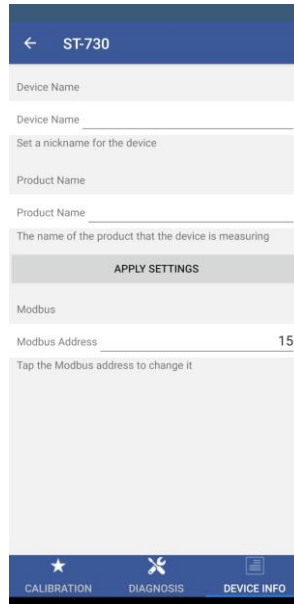 ST-730
Device Name
Device Name
Set a nickname for the device
Product Name
Product Name
The name of the product that the device is measuring
APPLY SETTINGS
Modbus
Modbus Address 15
Tap the Modbus address to change it
CALIBRATION DIAGNOSIS DEVICE INFO